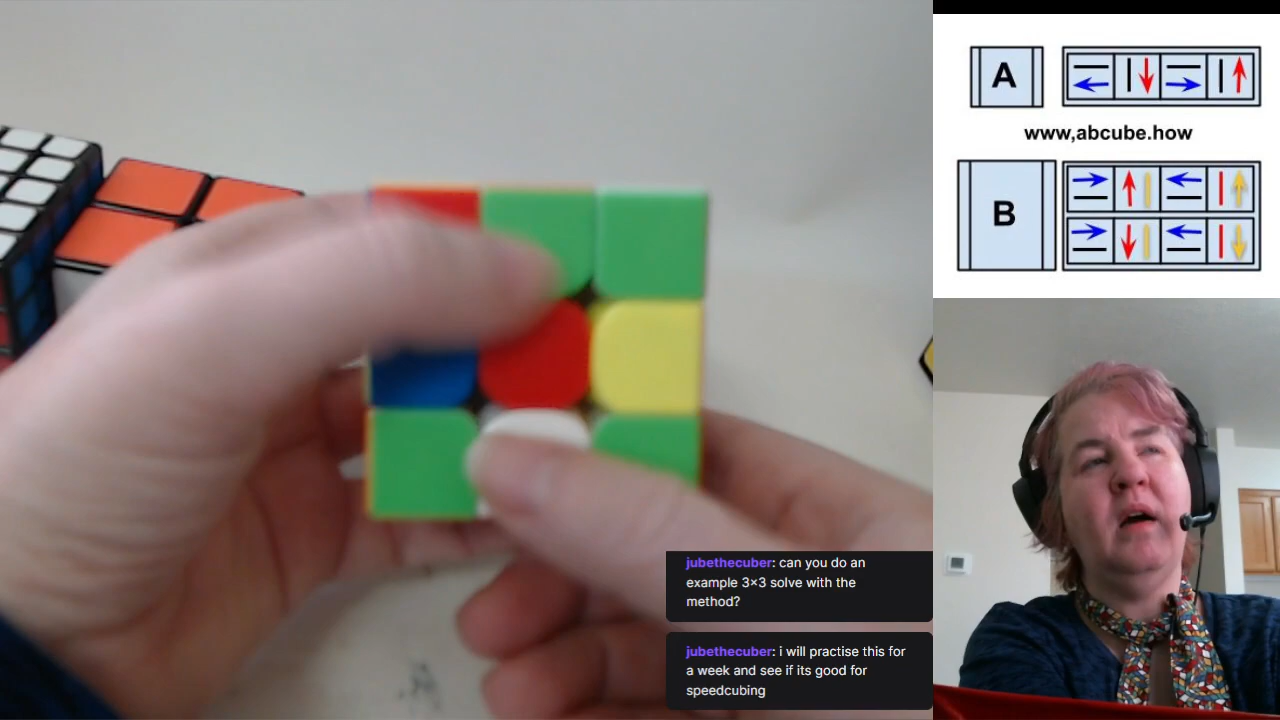 A
www,abcube.how
B
jubethecuber: can you do an
example 3×3 solve with the
method?
jubethecuber: i will practise this for
a week and see if its good for
speedcubing